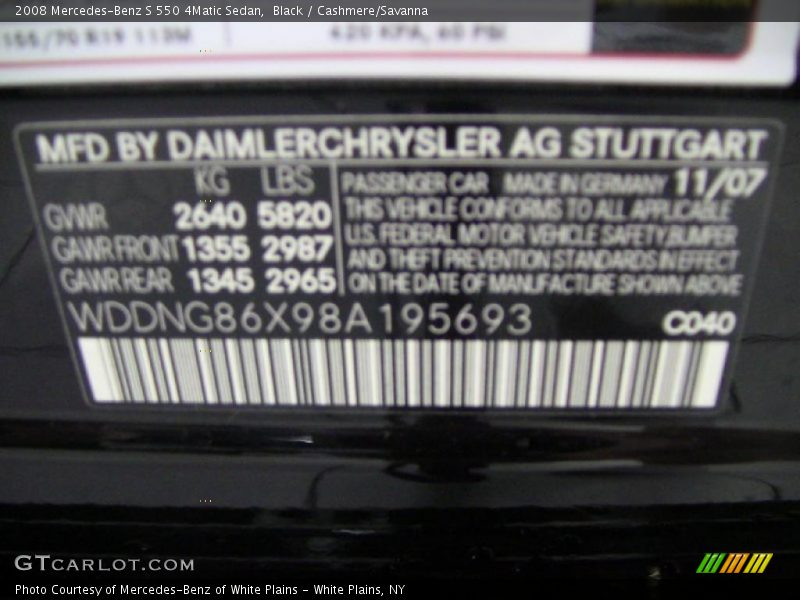 2008 Mercedes-Benz S 550 4Matic Sedan,  Black / Cashmere/Savanna
155/70 R19 113M 420 KPA, 60 PSI
MFD BY DAIMLERCHRYSLER AG STUTTGART
KG LBS PASSENGER CAR MADE IN GERMANY 11/07
GVWR 2640 5820 THIS VEHICLE CONFORMS TO ALL APPLICABLE
GAWR FRONT 1355 2987 U.S. FEDERAL MOTOR VEHICLE SAFETY,BUMPER
GAWR REAR 1345 2965 AND THEFT PREVENTION STANDARDS IN EFFECT
ON THE DATE OF MANUFACTURE SHOWN ABOVE
WDDNG86X98A195693 C040
GTCARLOT.COM
Photo Courtesy of Mercedes-Benz of White Plains - White Plains, NY